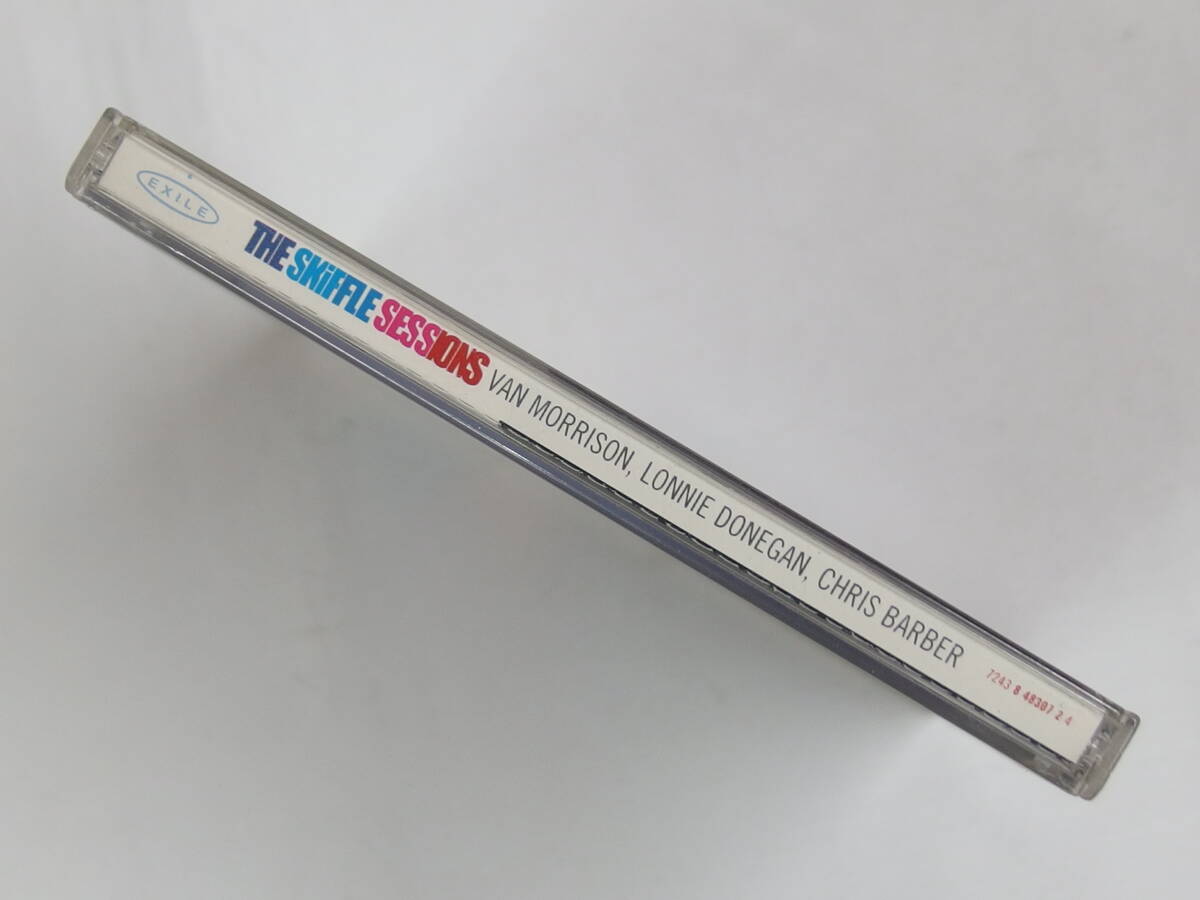 EXILE
THE SKiFFLE SESSIONS VAN MORRISON, LONNIE DONEGAN, CHRIS BARBER 7243 8 48307 2 4